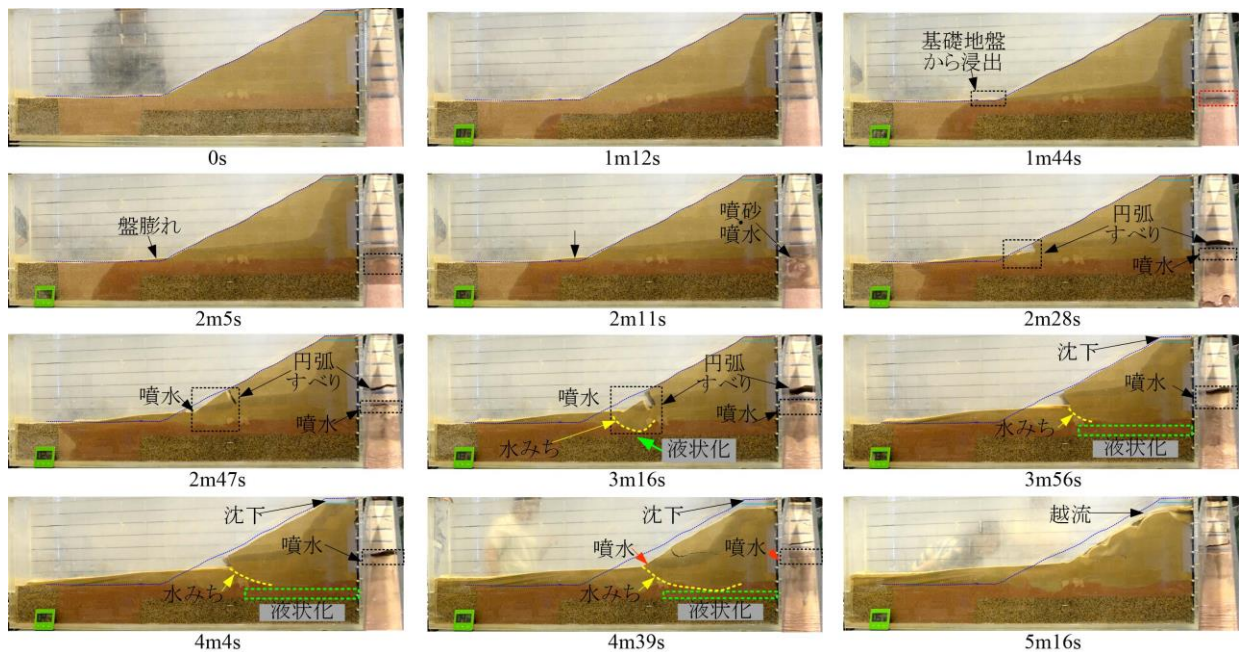 0s
1m12s
基礎地盤
から浸出
1m44s
盤膨れ
2m5s
噴砂
噴水
2m11s
円弧
すべり
噴水
2m28s
噴水
円弧
すべり
噴水
2m47s
噴水
円弧
すべり
噴水
水みち
液状化
3m16s
沈下
噴水
水みち
液状化
3m56s
沈下
噴水
水みち
液状化
4m4s
沈下
噴水
噴水
水みち
液状化
4m39s
越流
5m16s